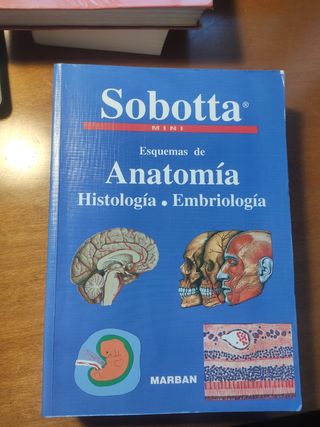 Sobotta®
MINI
Esquemas de
Anatomía
Histología • Embriología
MARBAN